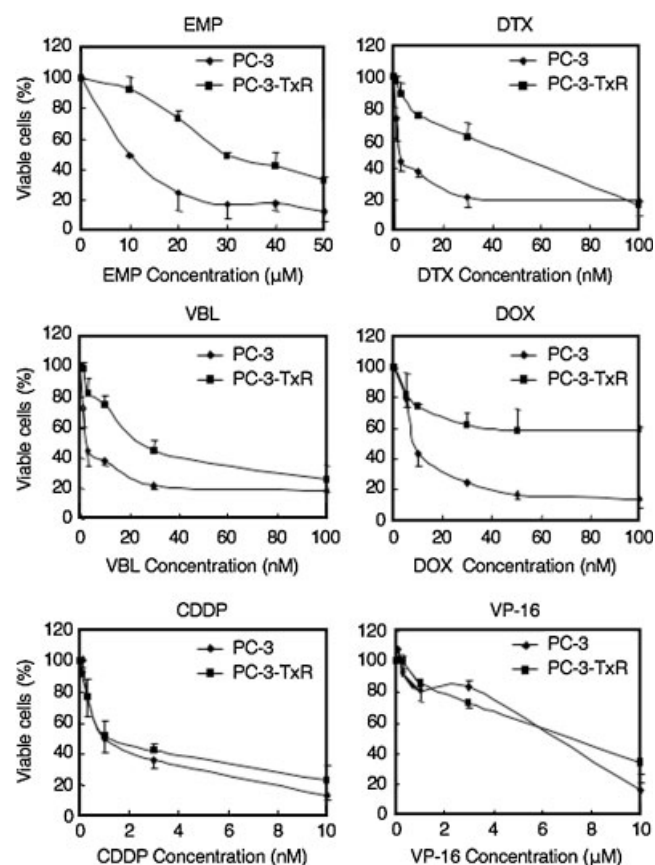 EMP
120
100
80
60
40
20
0
Viable cells (%)
PC-3
PC-3-TxR
0 10 20 30 40 50
EMP Concentration (µM)
DTX
120
100
80
60
40
20
0
PC-3
PC-3-TxR
0 20 40 60 80 100
DTX Concentration (nM)
VBL
120
100
80
60
40
20
0
Viable cells (%)
PC-3
PC-3-TxR
0 20 40 60 80 100
VBL Concentration (nM)
DOX
120
100
80
60
40
20
0
PC-3
PC-3-TxR
0 20 40 60 80 100
DOX Concentration (nM)
CDDP
120
100
80
60
40
20
0
Viable cells (%)
PC-3
PC-3-TxR
0 2 4 6 8 10
CDDP Concentration (nM)
VP-16
120
100
80
60
40
20
0
PC-3
PC-3-TxR
0 2 4 6 8 10
VP-16 Concentration (µM)